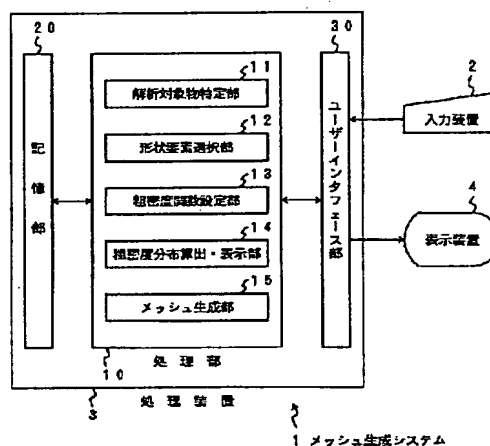 20
30
11
解析対象物特定部
2
入力装置
12
形状要素選択部
記憶部
ユーザーインタフェース部
13
粗密度関数設定部
4
表示装置
14
粗密度分布算出・表示部
15
メッシュ生成部
10
処理部
3
処理装置
1 メッシュ生成システム